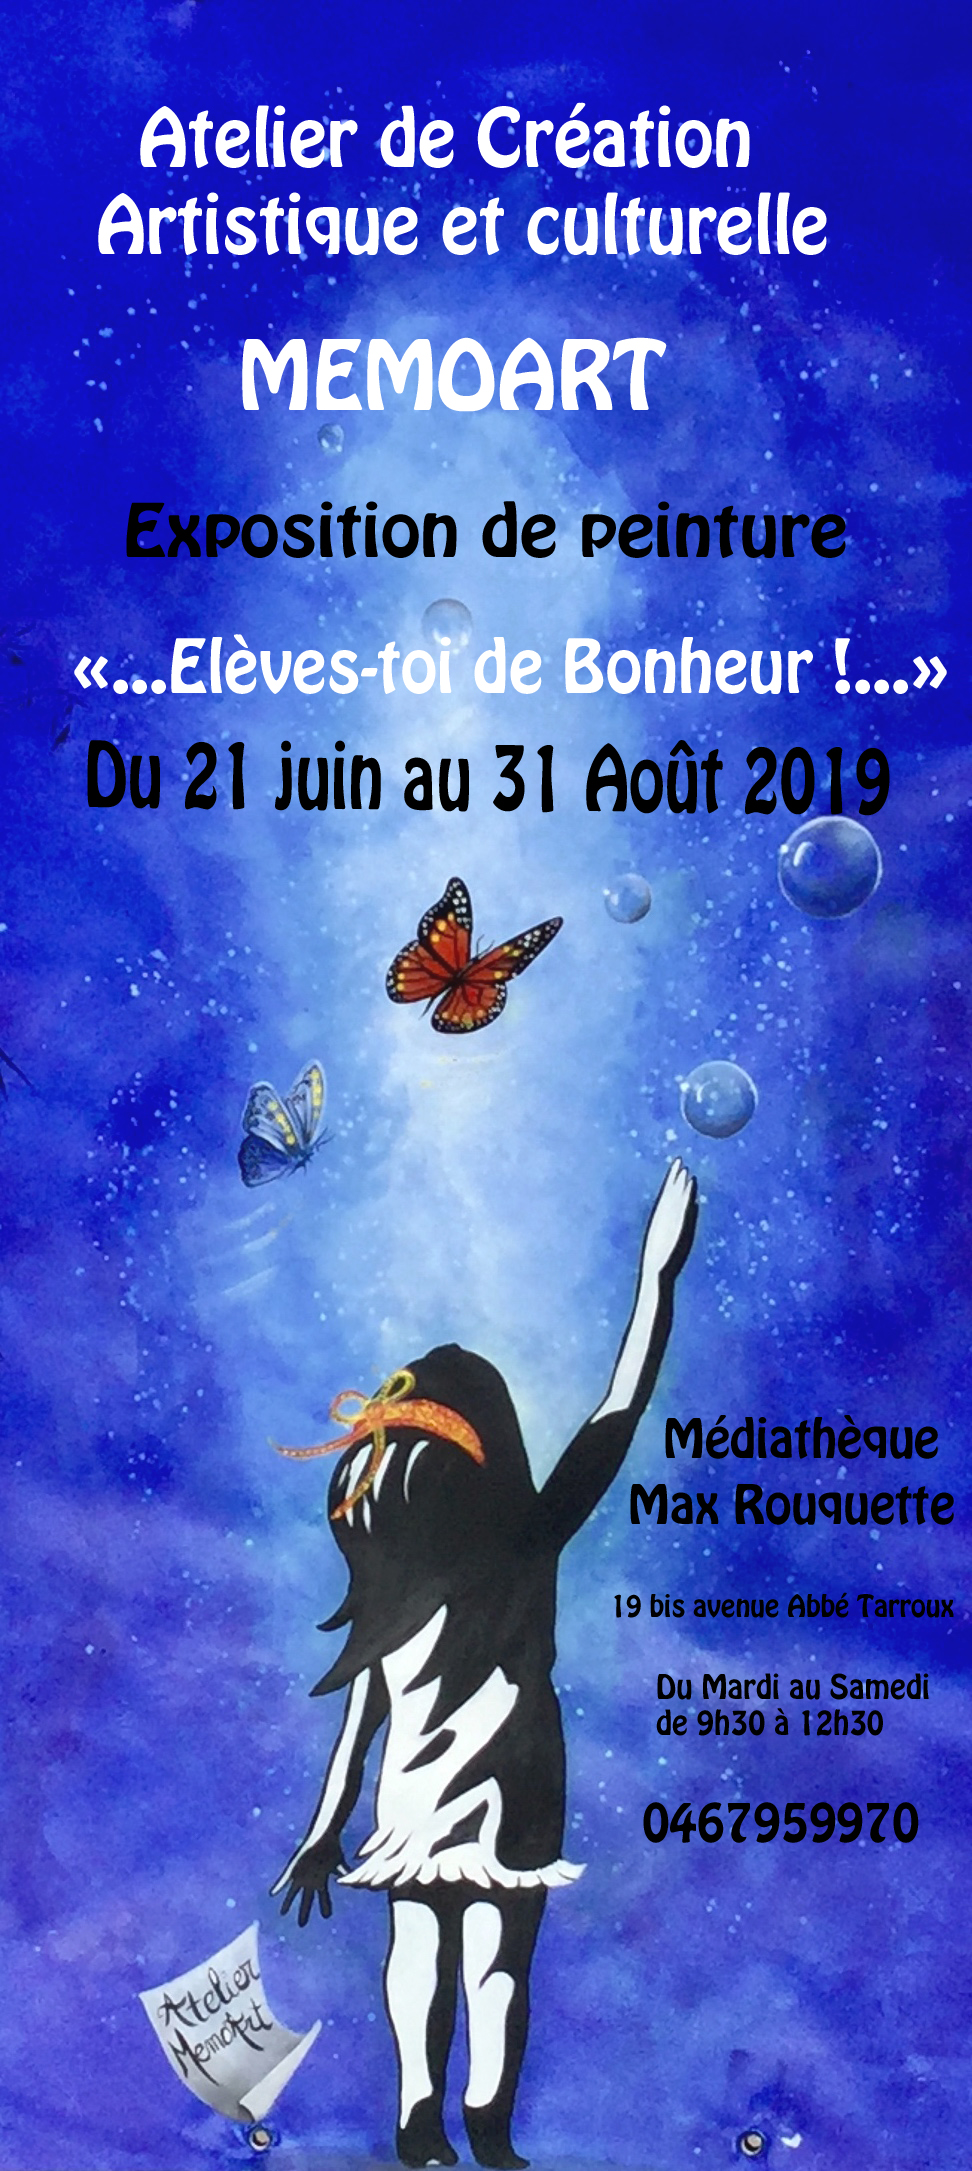 Atelier de Création
Artistique et culturelle
MEMOART
Exposition de peinture
«...Elèves-toi de Bonheur !...»
Du 21 juin au 31 Août 2019
Médiathèque
Max Rouquette
19 bis avenue Abbé Tarroux
Du Mardi au Samedi
de 9h30 à 12h30
0467959970
Atelier
MemoArt